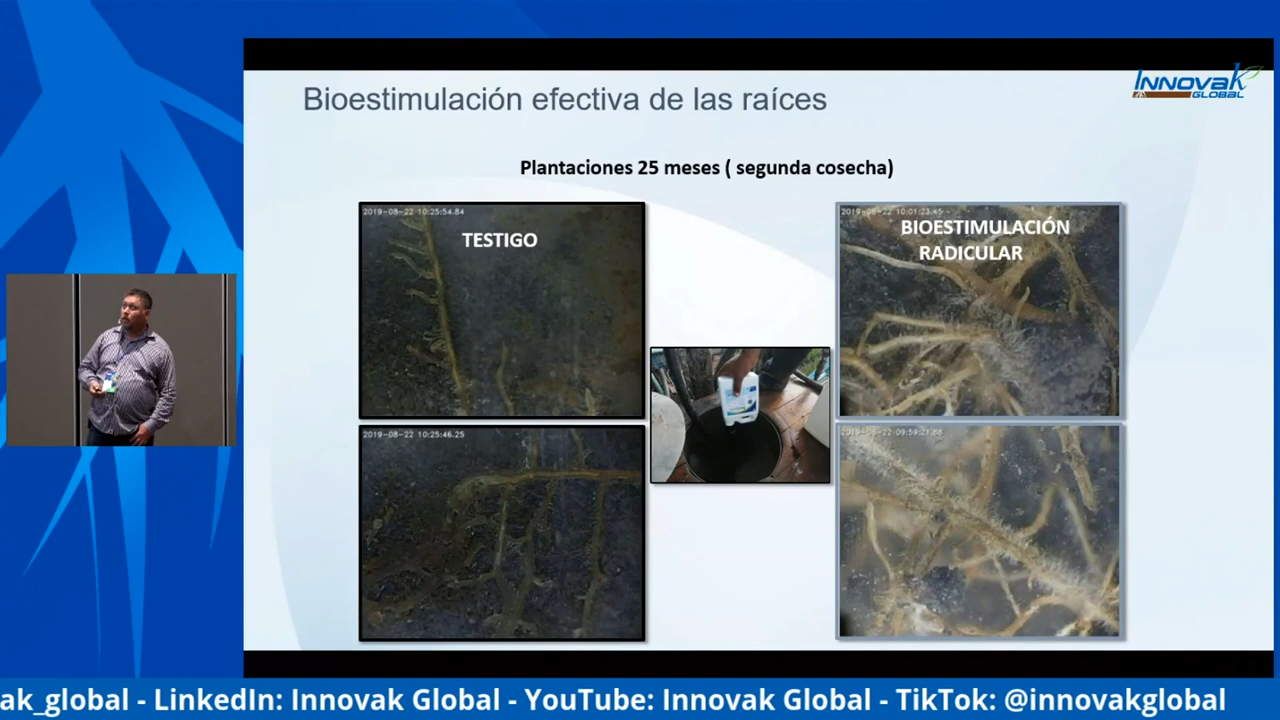 Bioestimulación efectiva de las raíces
INNOVAK
GLOBAL
Plantaciones 25 meses ( segunda cosecha)
2019-08-22 10:25:54.84
TESTIGO
2019-08-22 10:01:23.45
BIOESTIMULACIÓN
RADICULAR
2019-08-22 10:25:46.25
2019-08-22 09:59:21.88
ak_global - LinkedIn: Innovak Global - YouTube: Innovak Global - TikTok: @innovakglobal